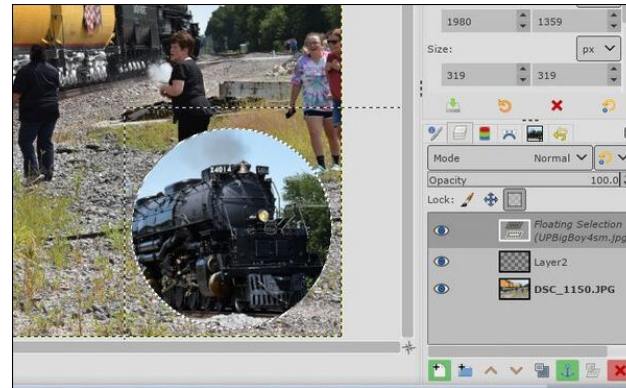 1980 1359
Size: px
319 319
Mode Normal
Opacity 100.0
Lock:
Floating Selection
(UPBigBoy4sm.jpg
Layer2
DSC_1150.JPG